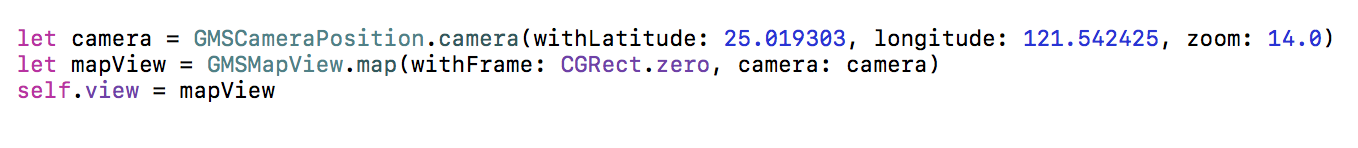 let camera = GMSCameraPosition.camera(withLatitude: 25.019303, longitude: 121.542425, zoom: 14.0)
let mapView = GMSMapView.map(withFrame: CGRect.zero, camera: camera)
self.view = mapView